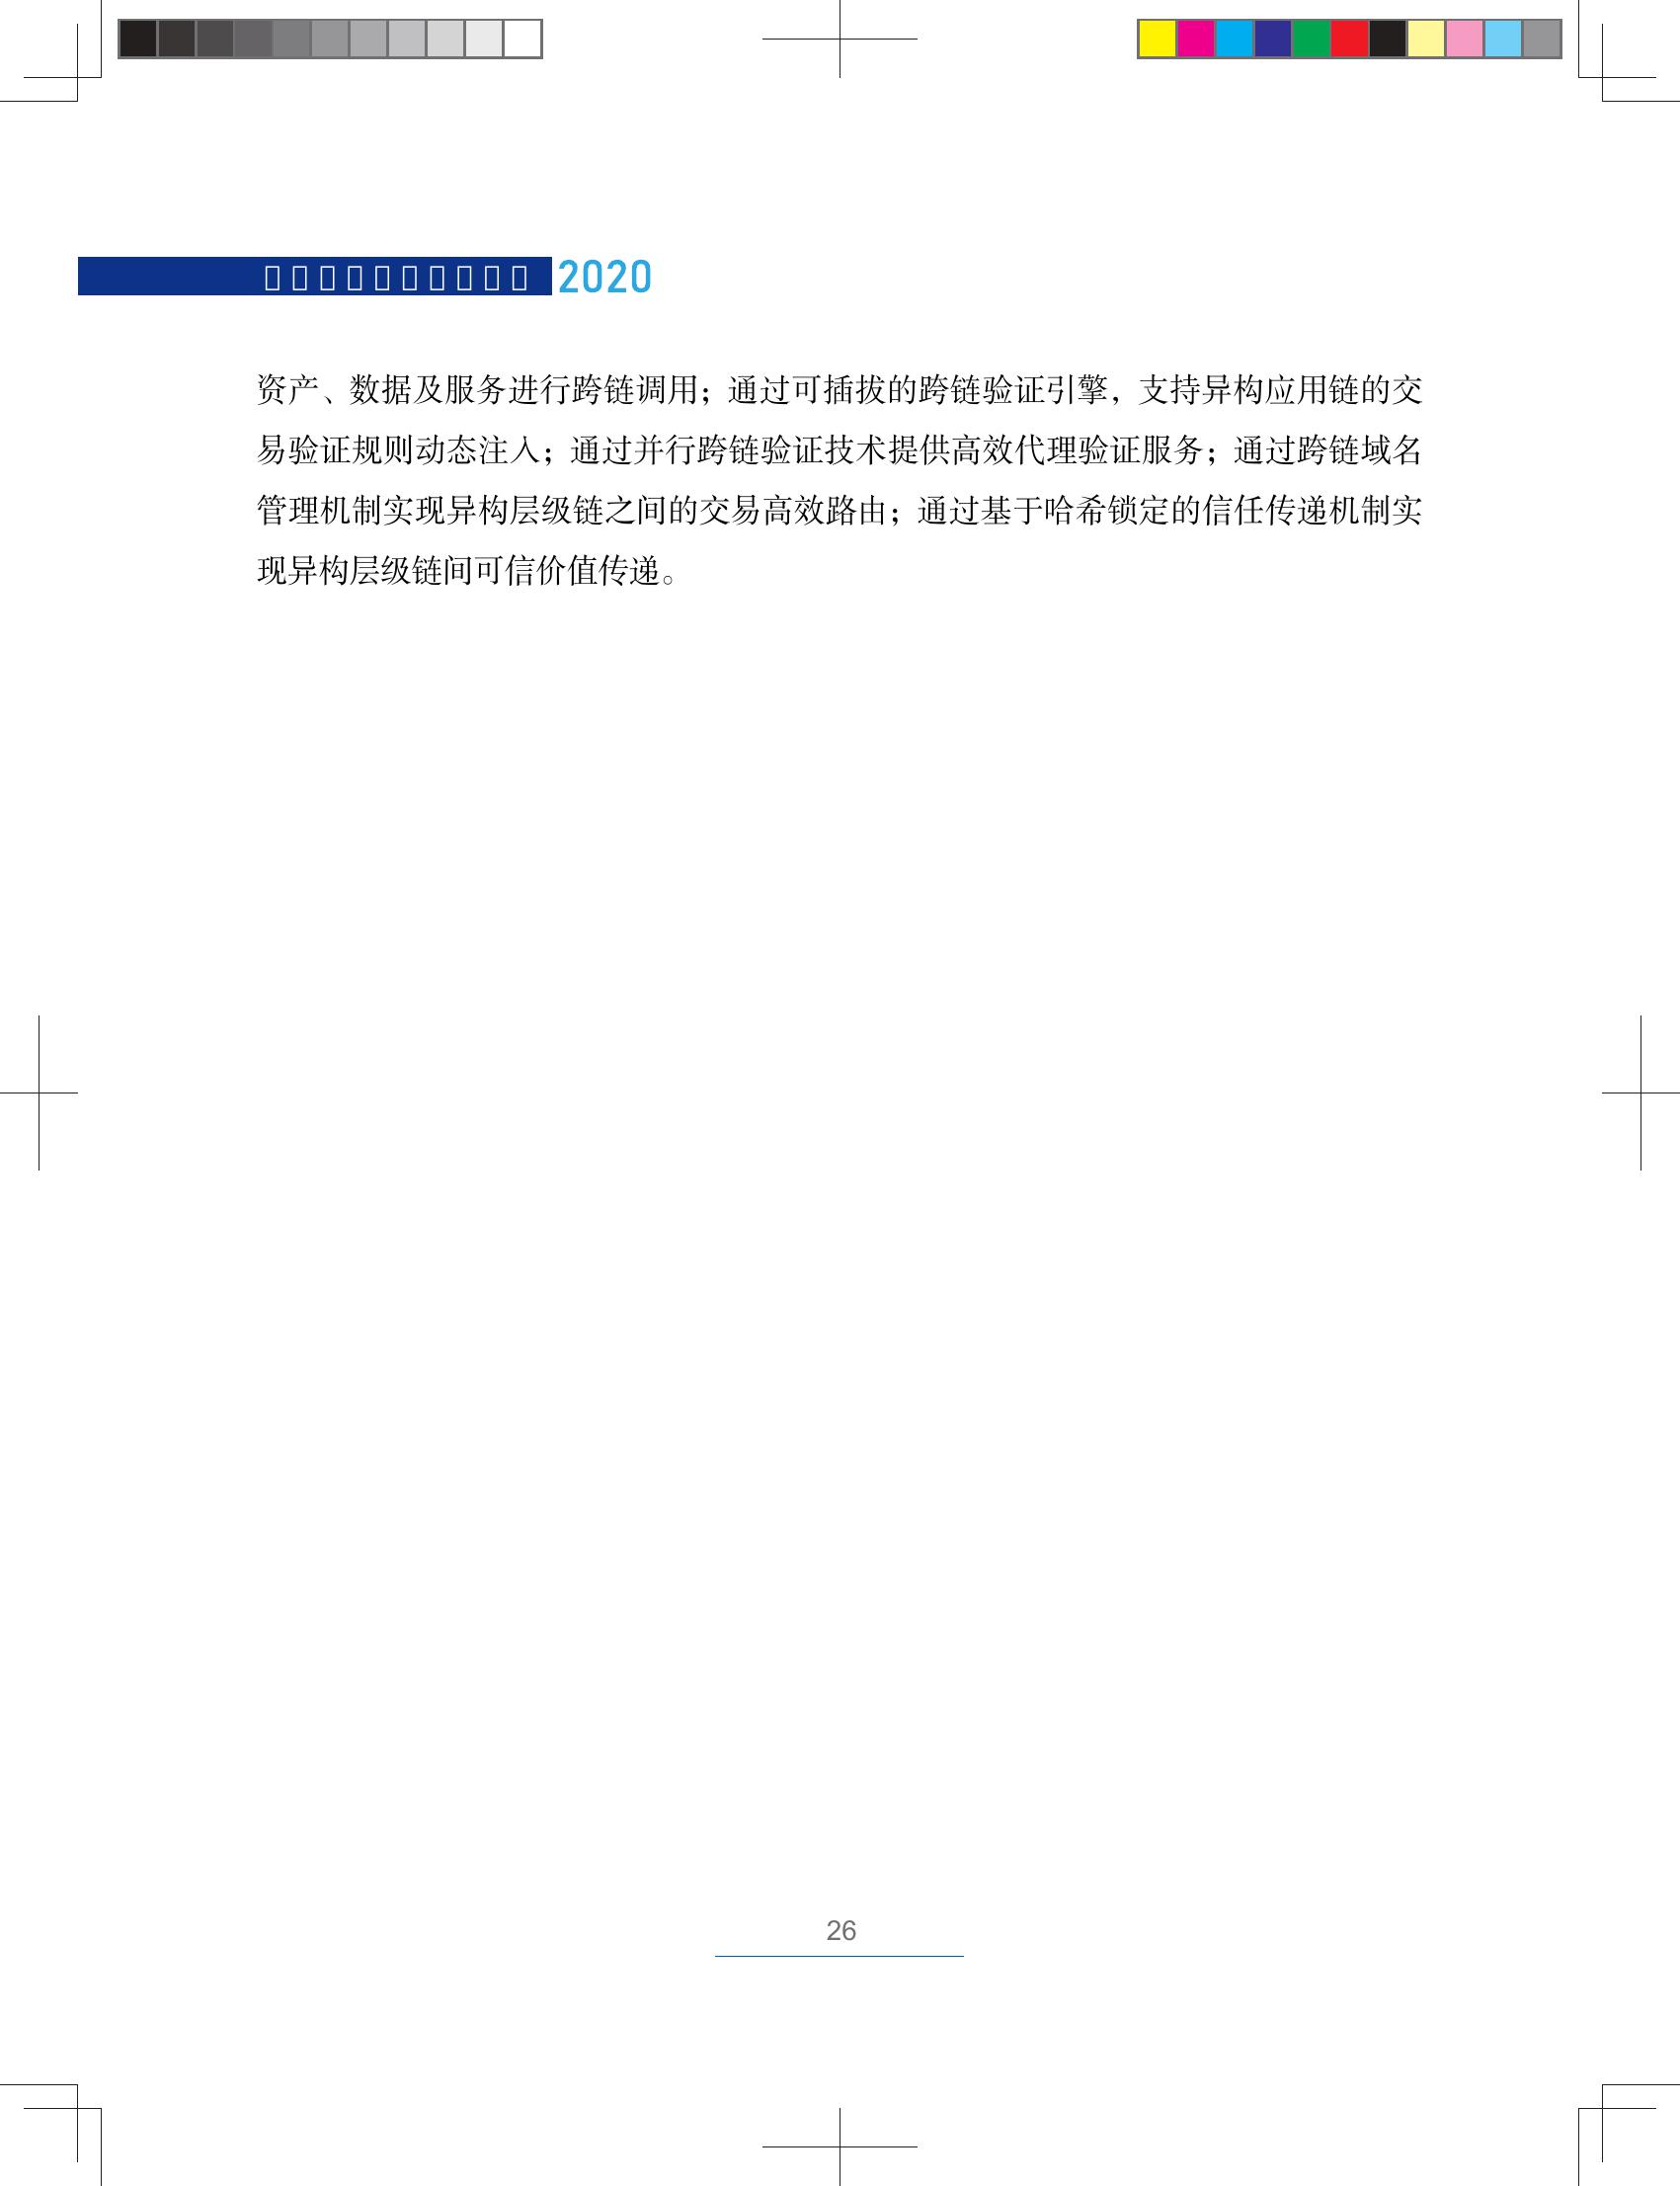 2020
资产、数据及服务进行跨链调用；通过可插拔的跨链验证引擎，支持异构应用链的交
易验证规则动态注入；通过并行跨链验证技术提供高效代理验证服务；通过跨链域名
管理机制实现异构层级链之间的交易高效路由；通过基于哈希锁定的信任传递机制实
现异构层级链间可信价值传递。
26